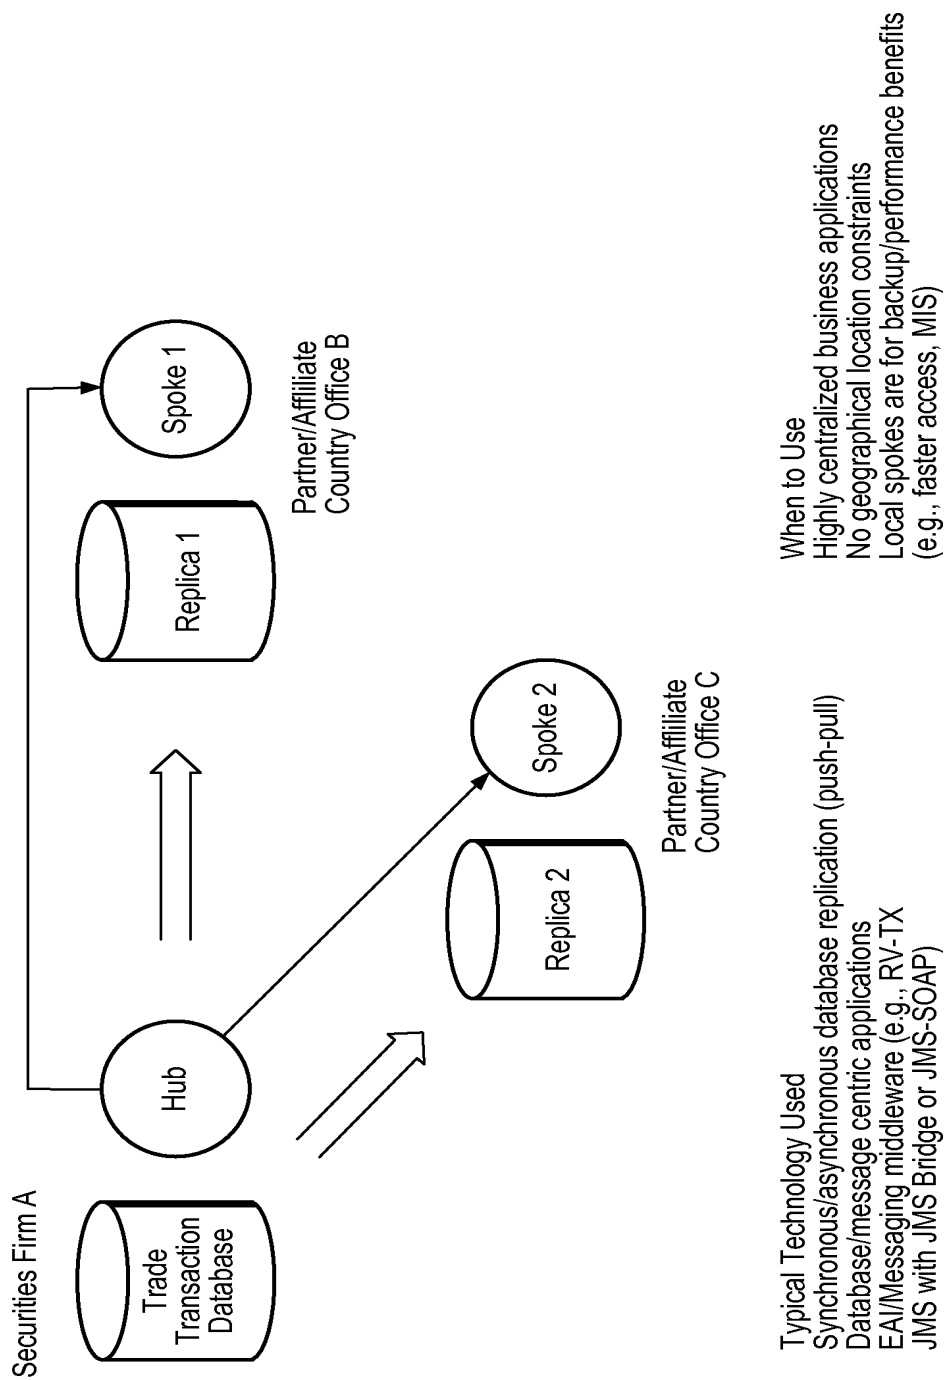 Securities Firm A
Trade
Transaction
Database
Hub
Replica 1
Spoke 1
Partner/Affliliate
Country Office B
Replica 2
Spoke 2
Partner/Affliliate
Country Office C
Typical Technology Used
Synchronous/asynchronous database replication (push-pull)
Database/message centric applications
EAI/Messaging middleware (e.g., RV-TX
JMS with JMS Bridge or JMS-SOAP)
When to Use
Highly centralized business applications
No geographical location constraints
Local spokes are for backup/performance benefits
(e.g., faster access, MIS)